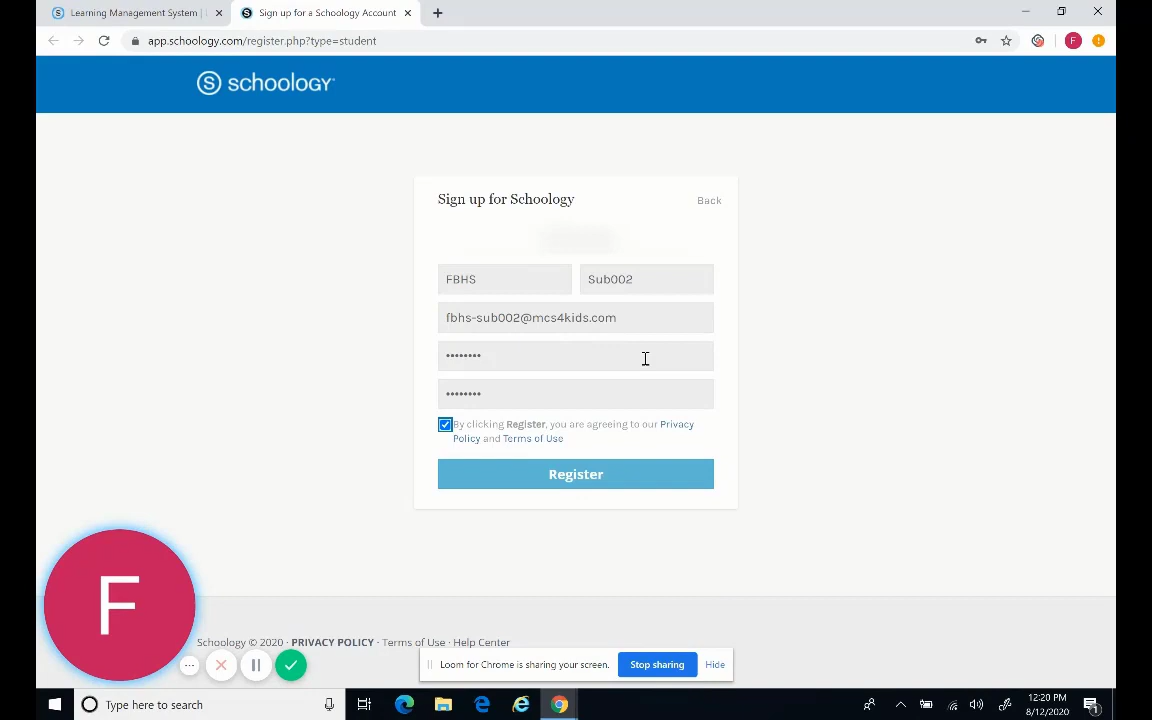 Learning Management System |
Sign up for a Schoology Account
app.schoology.com/register.php?type=student
F
S schoology
Sign up for Schoology
Back
FBHS
Sub002
fbhs-sub002@mcs4kids.com
••••••••
••••••••
By clicking Register, you are agreeing to our Privacy
Policy and Terms of Use
Register
F
Schoology © 2020 · PRIVACY POLICY · Terms of Use · Help Center
Loom for Chrome is sharing your screen.
Stop sharing
Hide
Type here to search
12:20 PM
8/12/2020
1